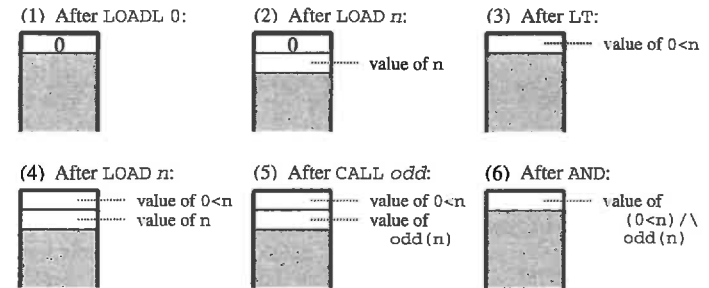 (1) After LOADL 0:
0
(2) After LOAD n:
0
value of n
(3) After LT:
value of 0<n
(4) After LOAD n:
value of 0<n
value of n
(5) After CALL odd:
value of 0<n
value of
odd(n)
(6) After AND:
value of
(0<n)/\
odd(n)